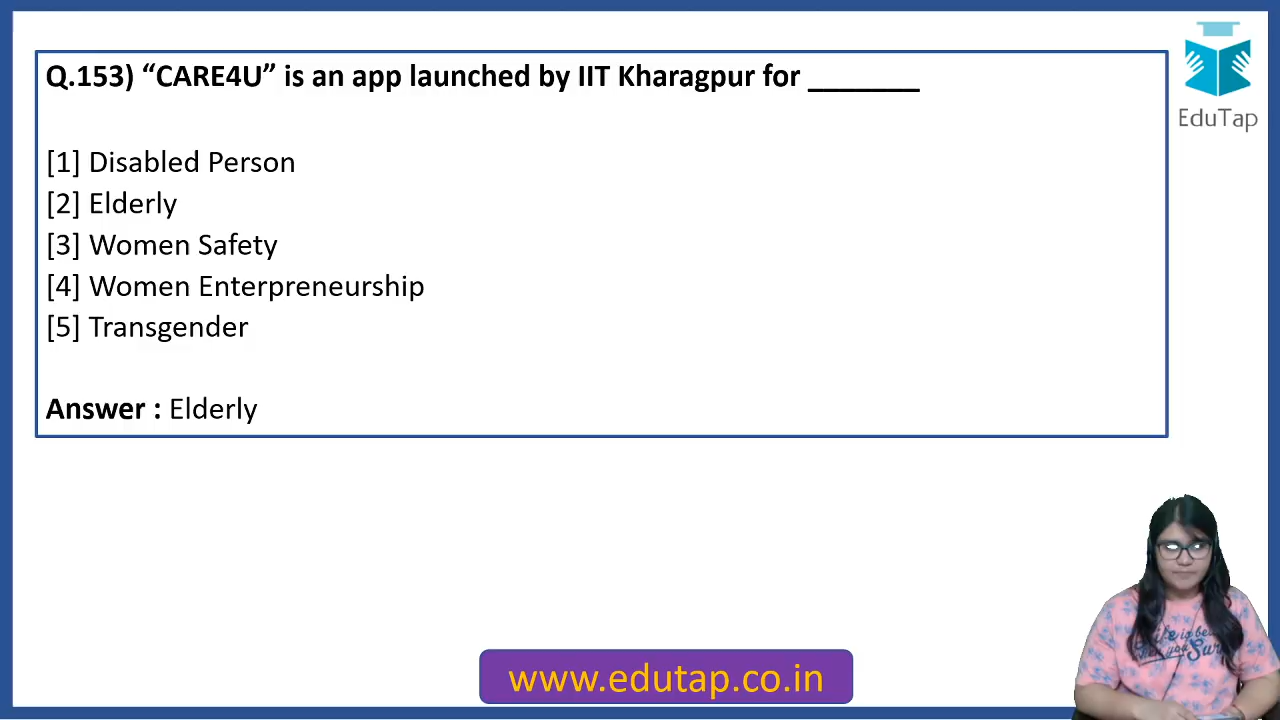 Q.153) “CARE4U” is an app launched by IIT Kharagpur for _______
[1] Disabled Person
[2] Elderly
[3] Women Safety
[4] Women Enterpreneurship
[5] Transgender
Answer : Elderly
EduTap
www.edutap.co.in